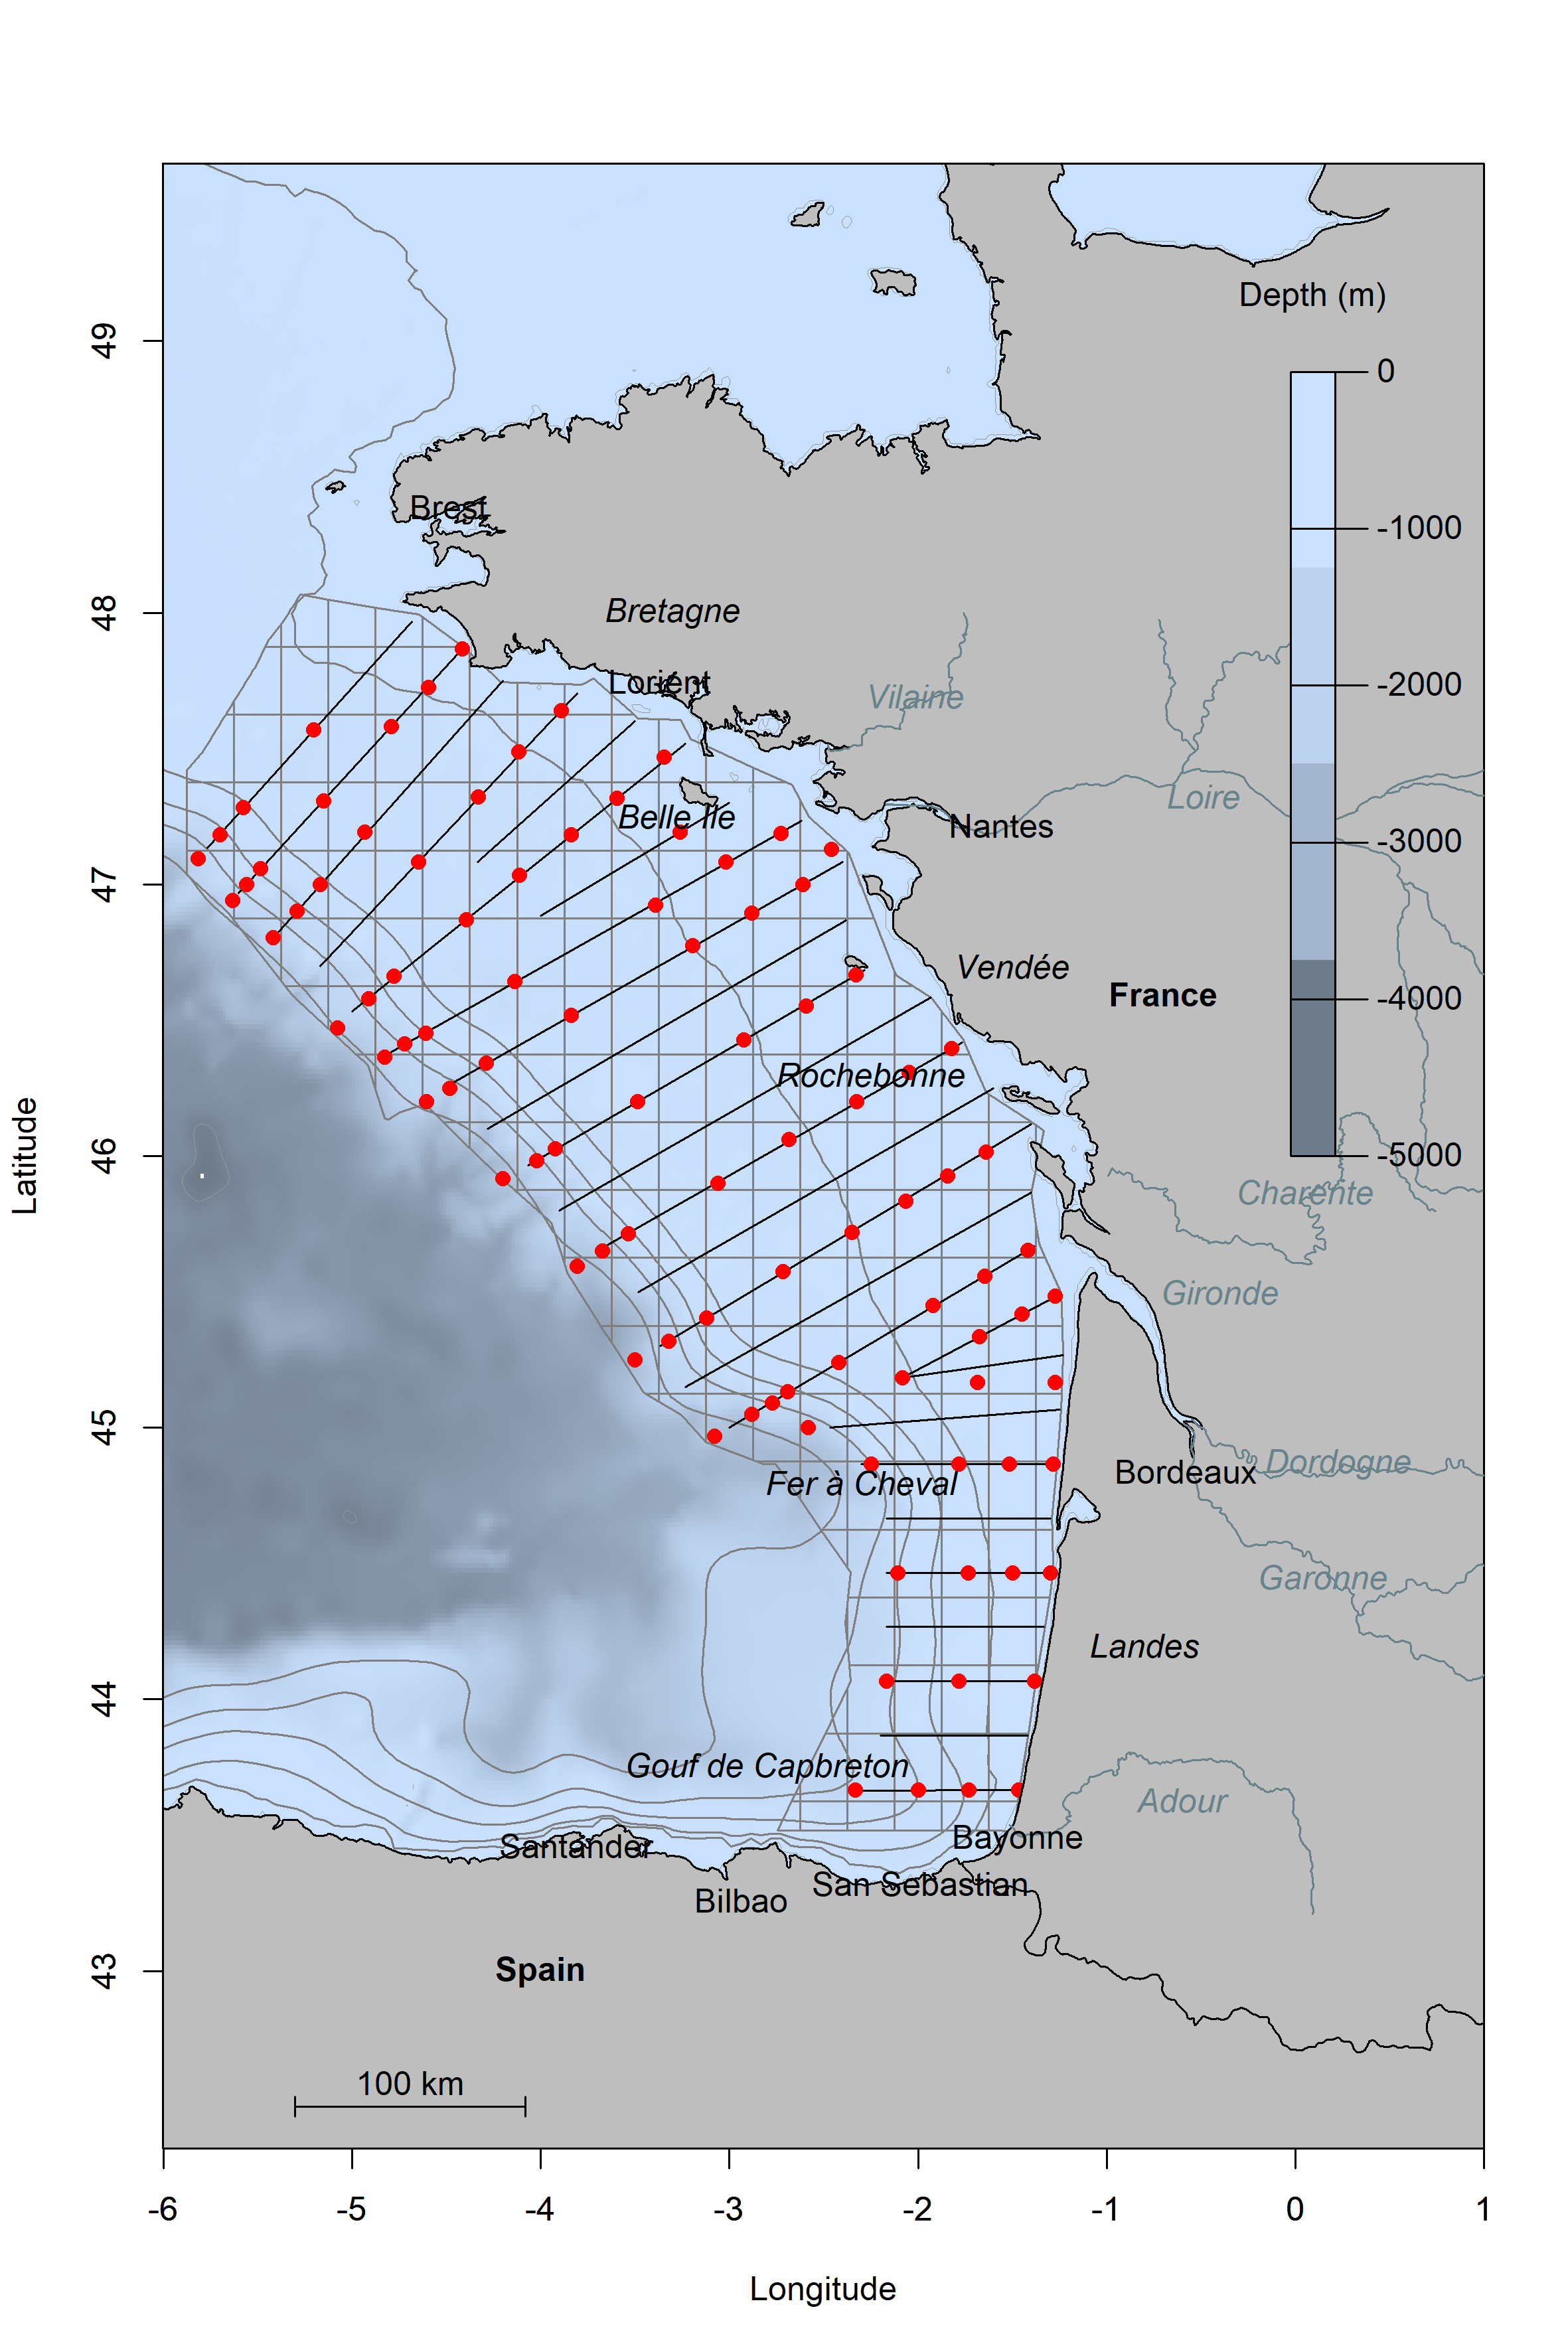 49
Depth (m)
0
-1000
Brest
48
Bretagne
Lorient
Vilaine
-2000
Loire
Belle Ile
Nantes
-3000
47
Vendée
France
-4000
Rochebonne
Latitude
46
-5000
Charente
Gironde
45
Fer à Cheval
Bordeaux
Dordogne
Garonne
Landes
44
Gouf de Capbreton
Adour
Santander
Bayonne
San Sebastian
Bilbao
43
Spain
100 km
-6 -5 -4 -3 -2 -1 0 1
Longitude